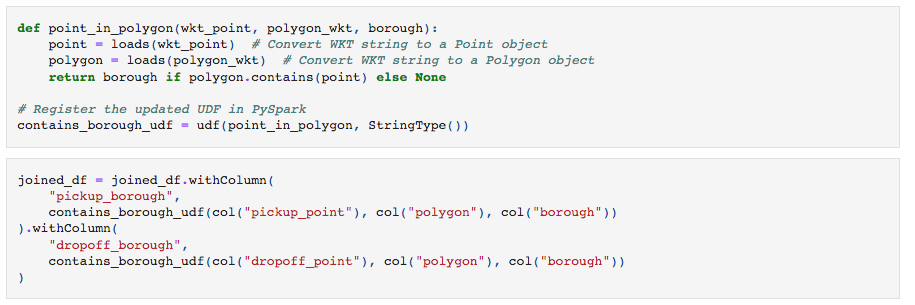 def point_in_polygon(wkt_point, polygon_wkt, borough):
    point = loads(wkt_point)  # Convert WKT string to a Point object
    polygon = loads(polygon_wkt)  # Convert WKT string to a Polygon object
    return borough if polygon.contains(point) else None

# Register the updated UDF in PySpark
contains_borough_udf = udf(point_in_polygon, StringType())

joined_df = joined_df.withColumn(
    "pickup_borough",
    contains_borough_udf(col("pickup_point"), col("polygon"), col("borough"))
).withColumn(
    "dropoff_borough",
    contains_borough_udf(col("dropoff_point"), col("polygon"), col("borough"))
)